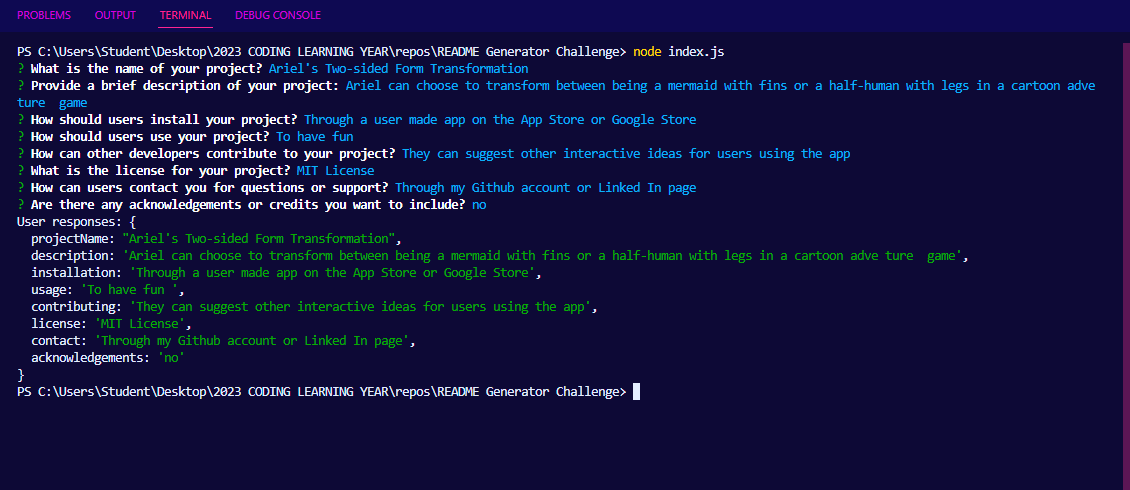 PROBLEMS OUTPUT TERMINAL DEBUG CONSOLE
PS C:\Users\Student\Desktop\2023 CODING LEARNING YEAR\repos\README Generator Challenge> node index.js
? What is the name of your project? Ariel's Two-sided Form Transformation
? Provide a brief description of your project: Ariel can choose to transform between being a mermaid with fins or a half-human with legs in a cartoon adve
ture  game
? How should users install your project? Through a user made app on the App Store or Google Store
? How should users use your project? To have fun
? How can other developers contribute to your project? They can suggest other interactive ideas for users using the app
? What is the license for your project? MIT License
? How can users contact you for questions or support? Through my Github account or Linked In page
? Are there any acknowledgements or credits you want to include? no
User responses: {
  projectName: "Ariel's Two-sided Form Transformation",
  description: 'Ariel can choose to transform between being a mermaid with fins or a half-human with legs in a cartoon adve ture  game',
  installation: 'Through a user made app on the App Store or Google Store',
  usage: 'To have fun ',
  contributing: 'They can suggest other interactive ideas for users using the app',
  license: 'MIT License',
  contact: 'Through my Github account or Linked In page',
  acknowledgements: 'no'
}
PS C:\Users\Student\Desktop\2023 CODING LEARNING YEAR\repos\README Generator Challenge>